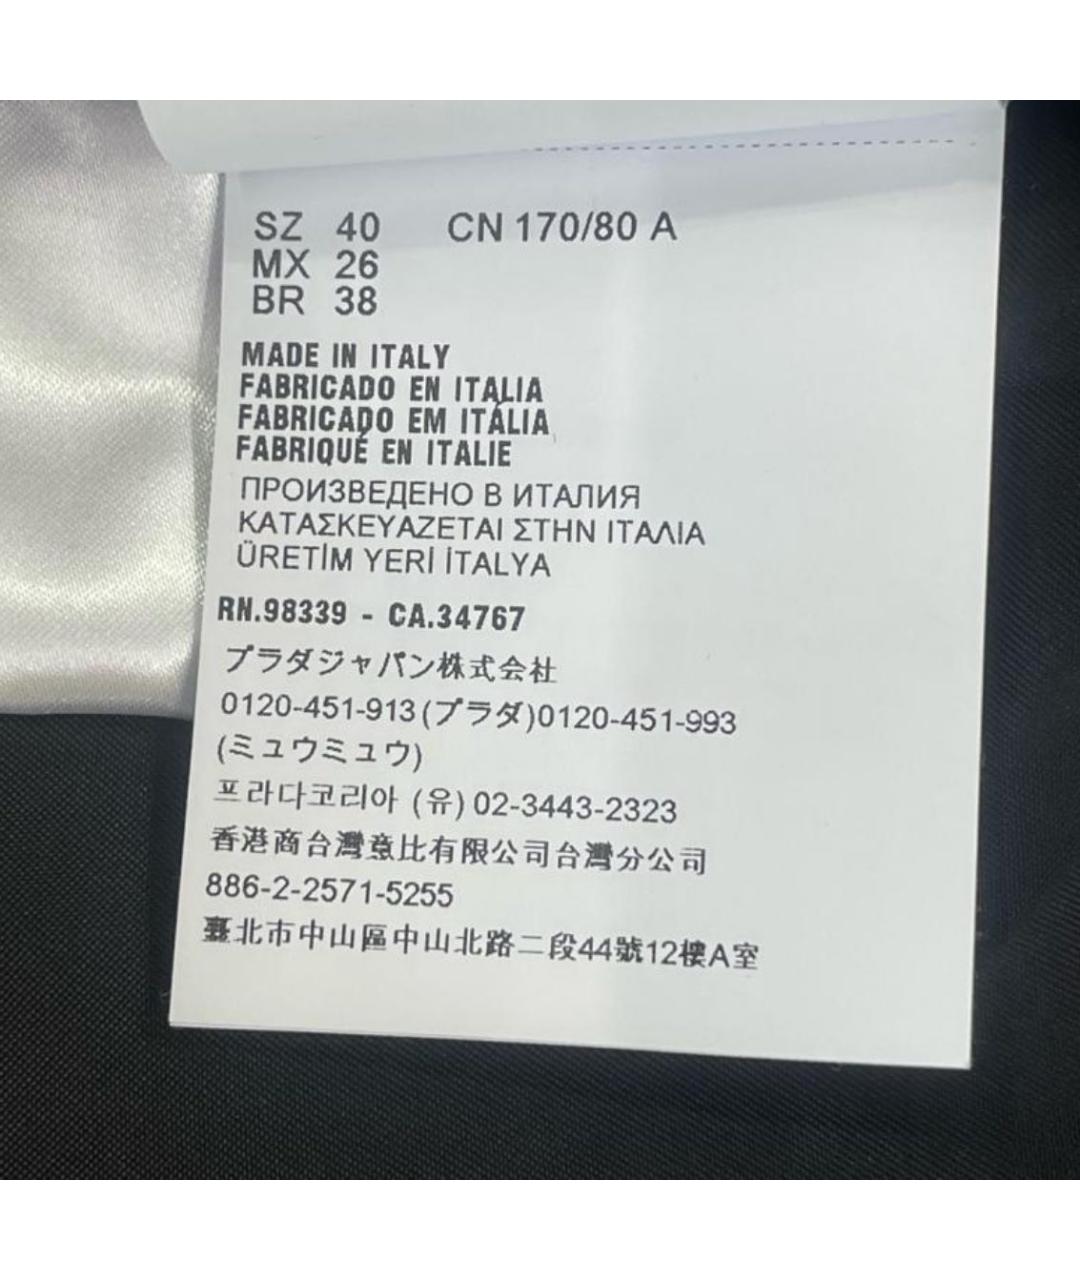 SZ 40 CN 170/80 A
MX 26
BR 38
MADE IN ITALY
FABRICADO EN ITALIA
FABRICADO EM ITÁLIA
FABRIQUÉ EN ITALIE
ПРОИЗВЕДЕНО В ИТАЛИЯ
ΚΑΤΑΣΚΕΥΑΖΕΤΑΙ ΣΤΗΝ ΙΤΑΛΙΑ
ÜRETİM YERİ İTALYA
RN.98339 - CA.34767
プラダジャパン株式会社
0120-451-913(プラダ)0120-451-993
(ミュウミュウ)
프라다코리아 (유) 02-3443-2323
香港商台灣意比有限公司台灣分公司
886-2-2571-5255
臺北市中山區中山北路二段44號12樓A室